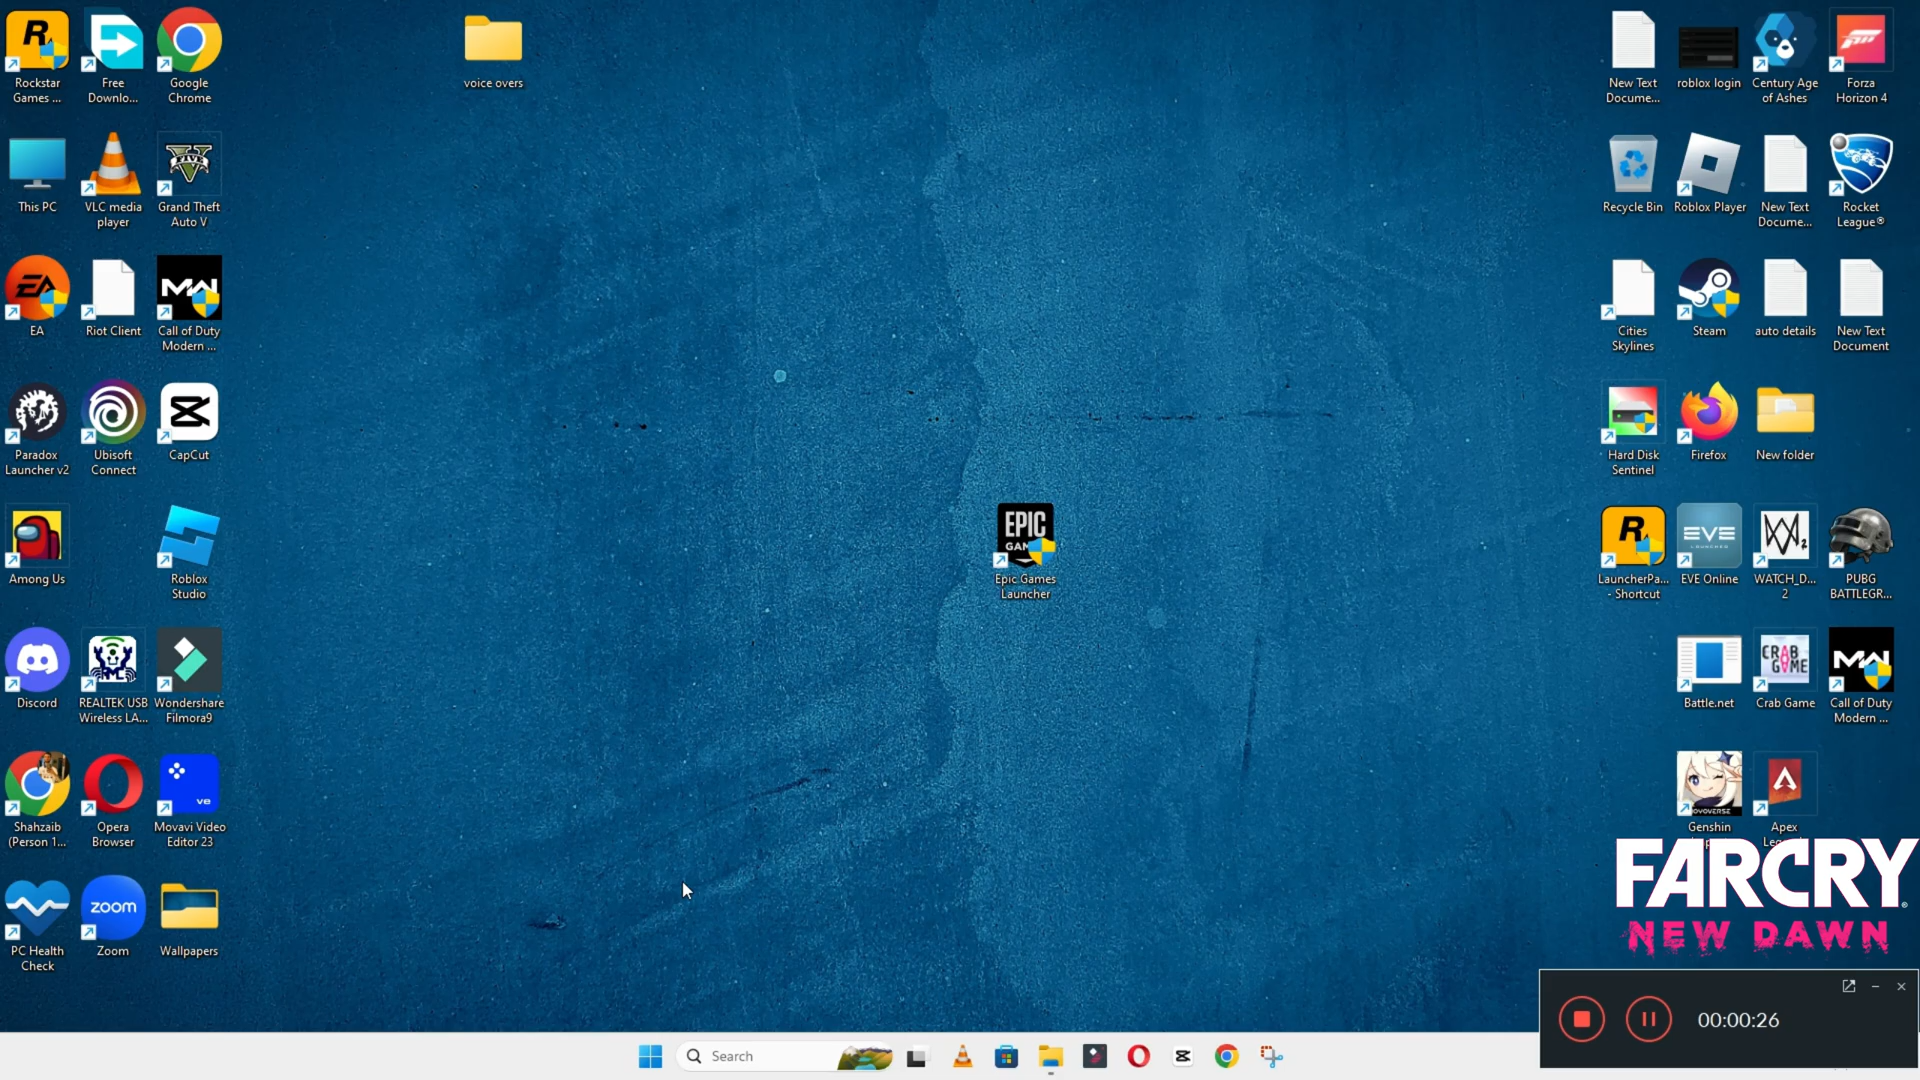 Rockstar
Games ...
Free
Downlo...
Google
Chrome
This PC
VLC media
player
Grand Theft
Auto V
EA
Riot Client
Call of Duty
Modern ...
Paradox
Launcher v2
Ubisoft
Connect
CapCut
Among Us
Roblox
Studio
Discord
REALTEK USB
Wireless LA...
Wondershare
Filmora9
Shahzaib
(Person 1...
Opera
Browser
ve
Movavi Video
Editor 23
PC Health
Check
zoom
Zoom
Wallpapers
voice overs
EPIC
Epic Games
Launcher
New Text
Docume...
roblox login
Century Age
of Ashes
Forza
Horizon 4
Recycle Bin
Roblox Player
New Text
Docume...
Rocket
League®
Cities
Skylines
Steam
auto details
New Text
Document
Hard Disk
Sentinel
Firefox
New folder
LauncherPa...
- Shortcut
EVE
EVE Online
WATCH_D...
2
PUBG
BATTLEGR...
Battle.net
CRAB
GAME
Crab Game
MW
Call of Duty
Modern ...
Genshin
Apex
FARCRY
NEW DAWN
00:00:26
Search